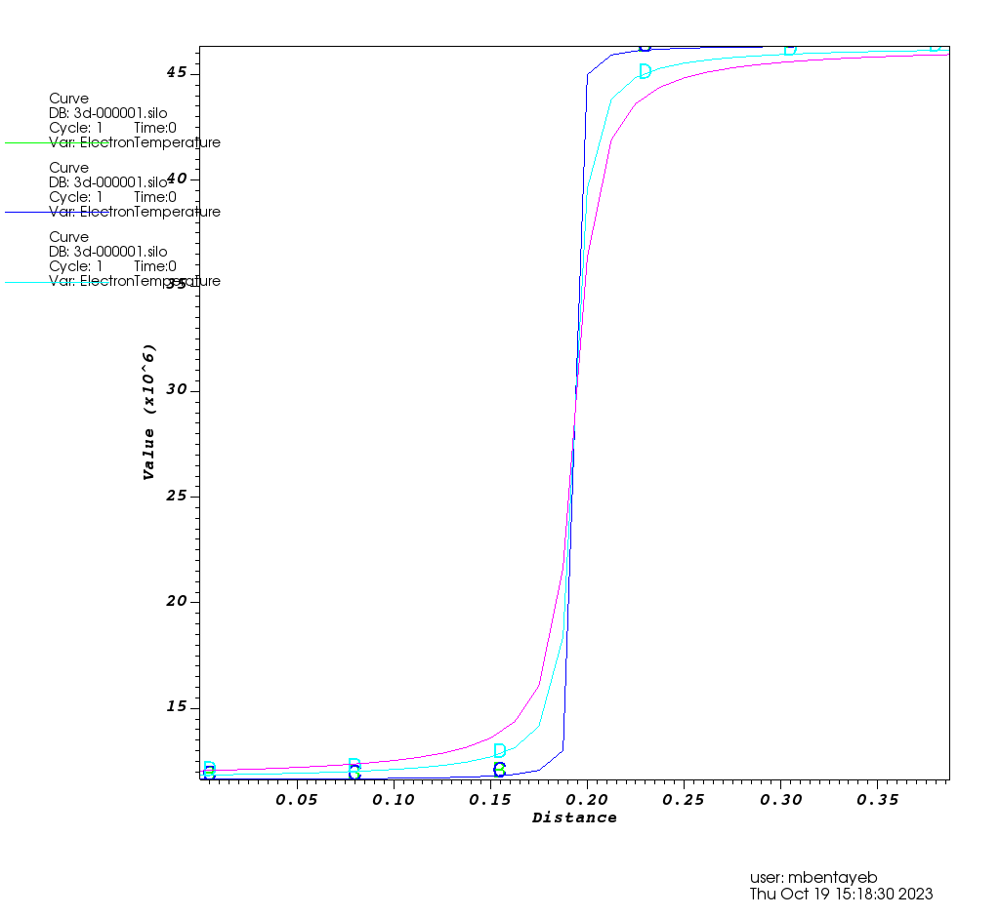 Curve
DB: 3d-000001.silo
Cycle: 1 Time:0
Var: ElectronTemperature
Curve
DB: 3d-000001.silo
Cycle: 1 Time:0
Var: ElectronTemperature
Curve
DB: 3d-000001.silo
Cycle: 1 Time:0
Var: ElectronTemperature
45
40
35
30
25
20
15
Value (x10^6)
D
D
D
D
D
D
C
C
C
0.05 0.10 0.15 0.20 0.25 0.30 0.35
Distance
user: mbentayeb
Thu Oct 19 15:18:30 2023